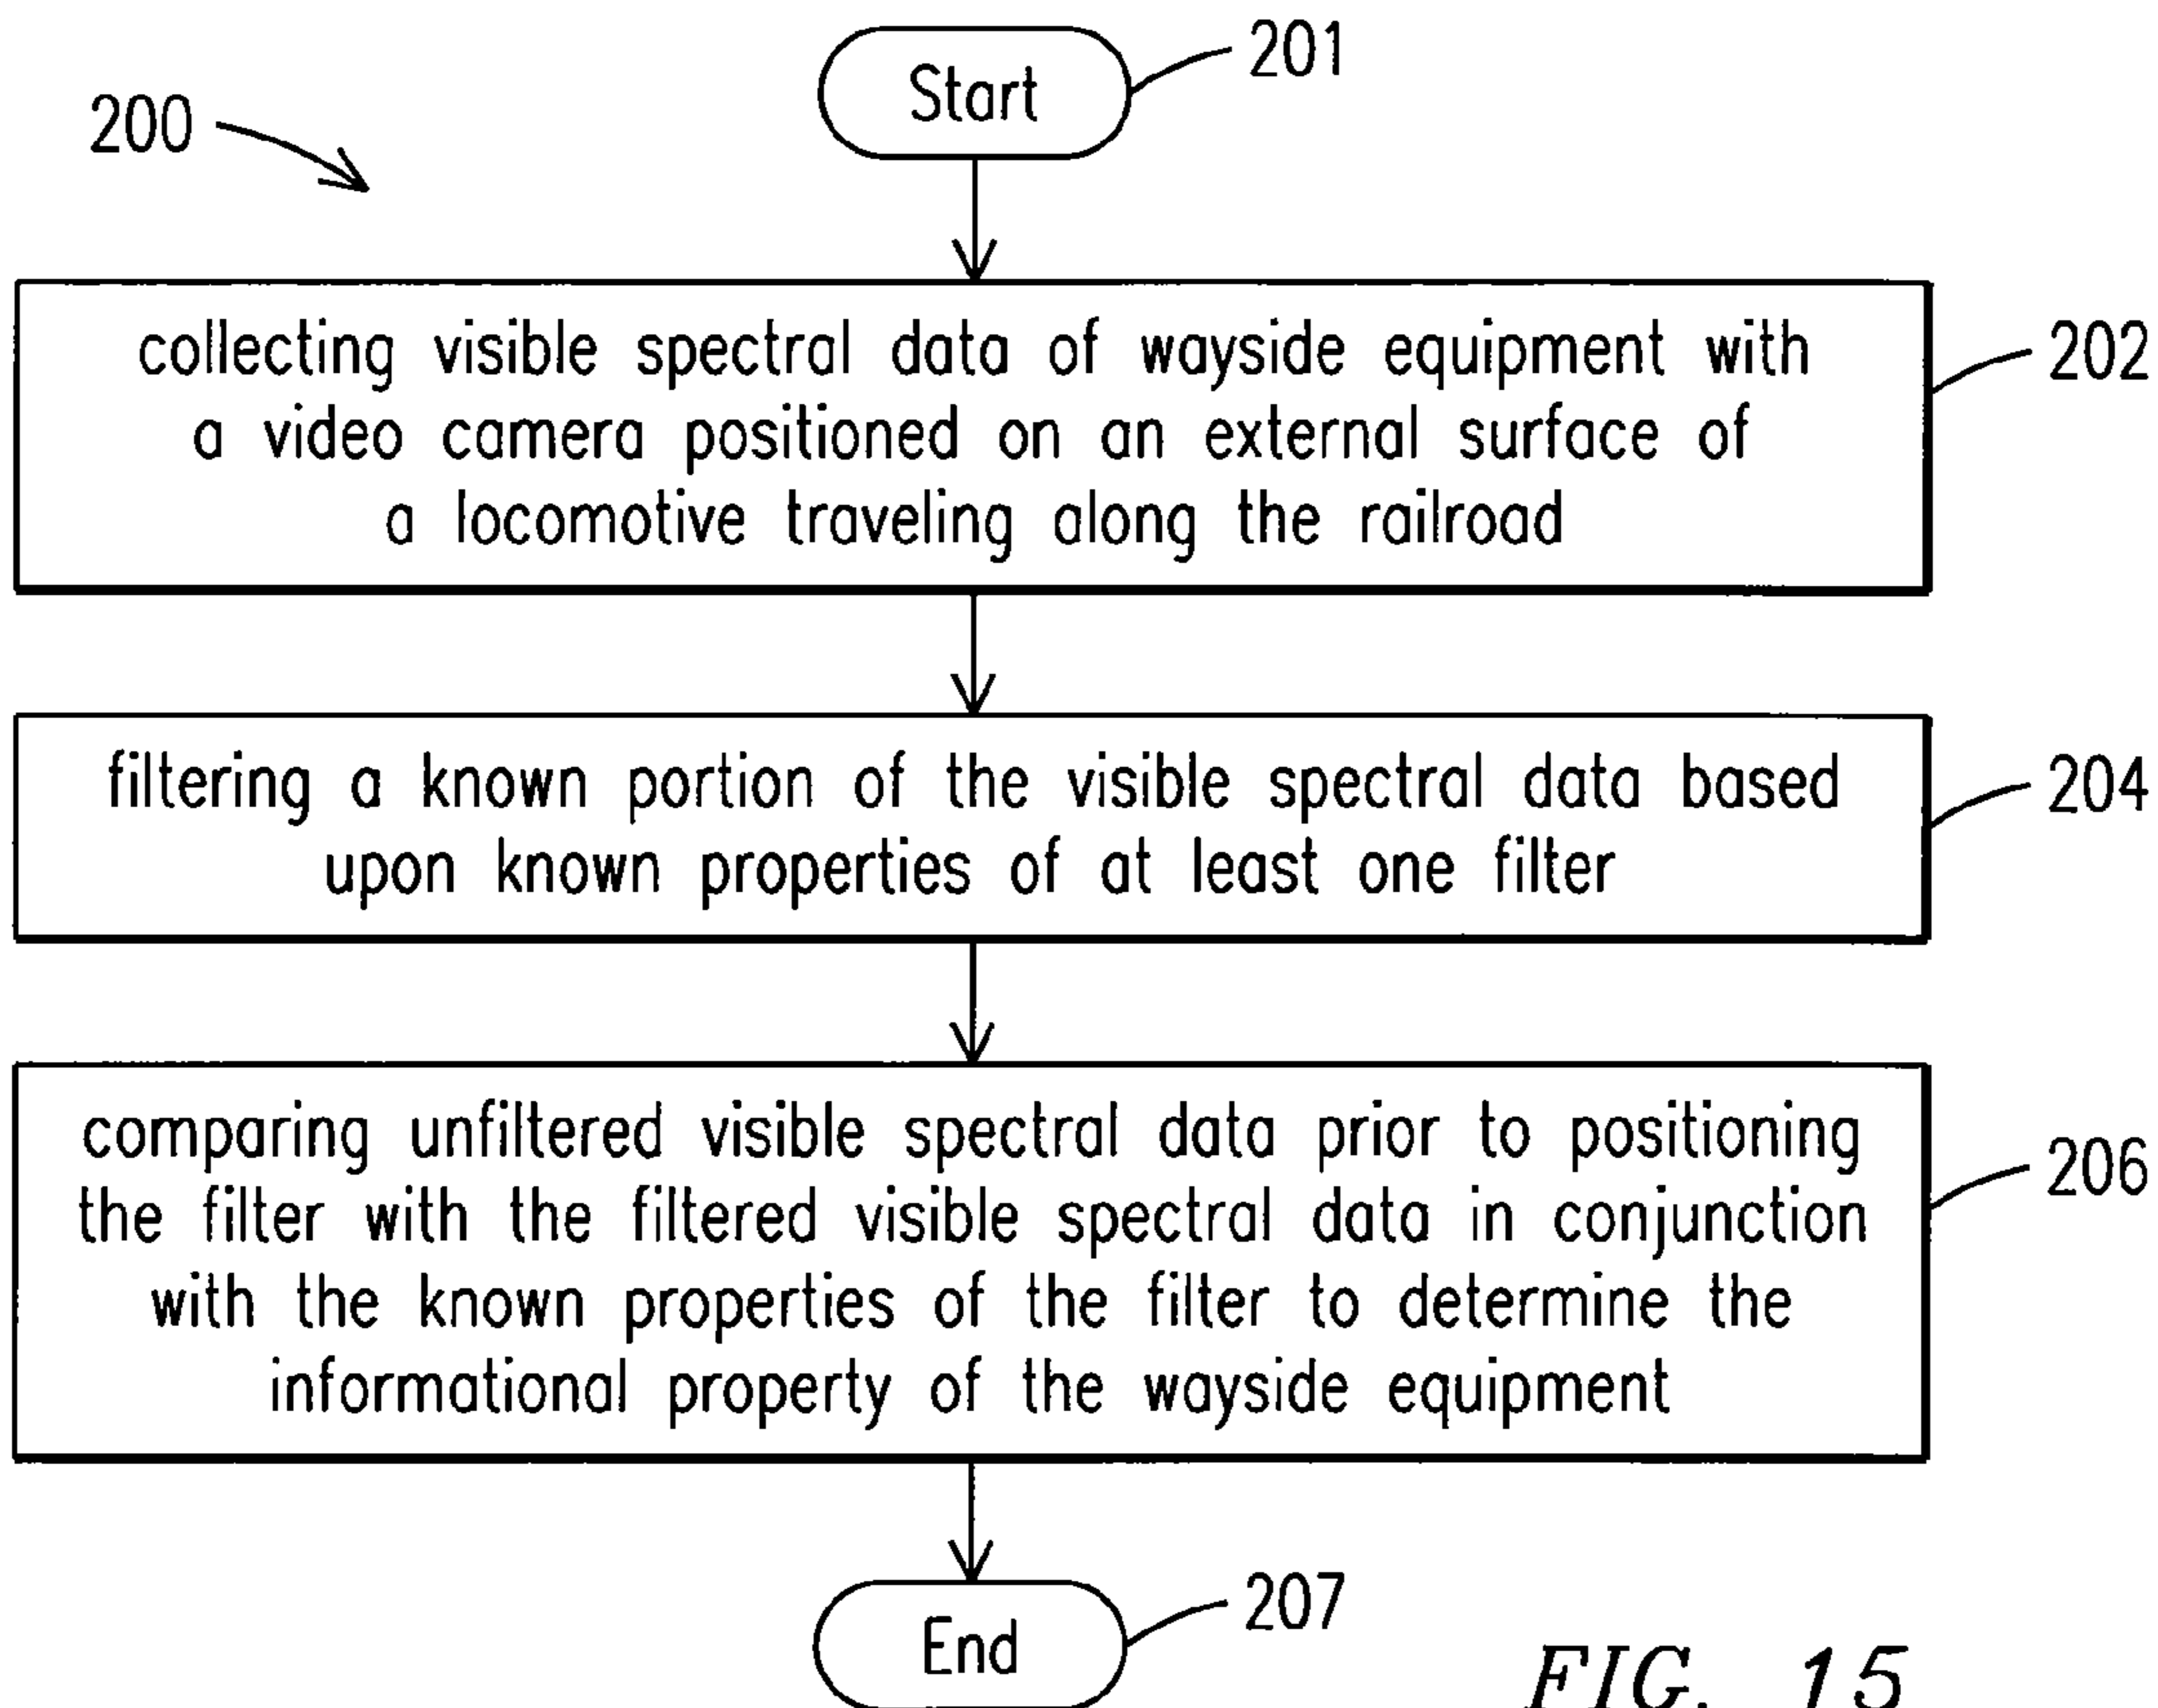 Start
201
200
collecting visible spectral data of wayside equipment with
a video camera positioned on an external surface of
a locomotive traveling along the railroad
202
filtering a known portion of the visible spectral data based
upon known properties of at least one filter
204
comparing unfiltered visible spectral data prior to positioning
the filter with the filtered visible spectral data in conjunction
with the known properties of the filter to determine the
informational property of the wayside equipment
206
End
207
FIG. 15